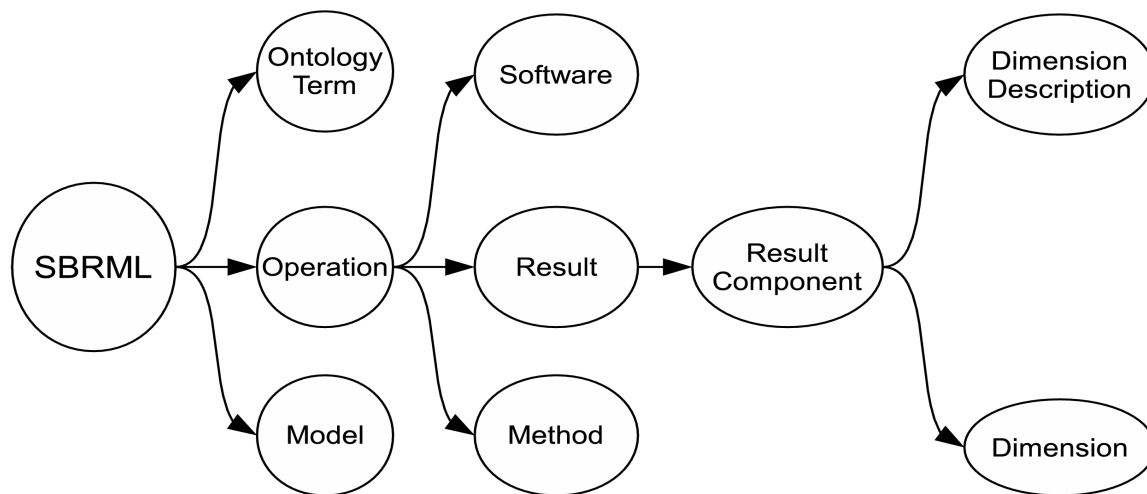 Ontology
Term
Software
Dimension
Description
SBRML
Operation
Result
Result
Component
Model
Method
Dimension